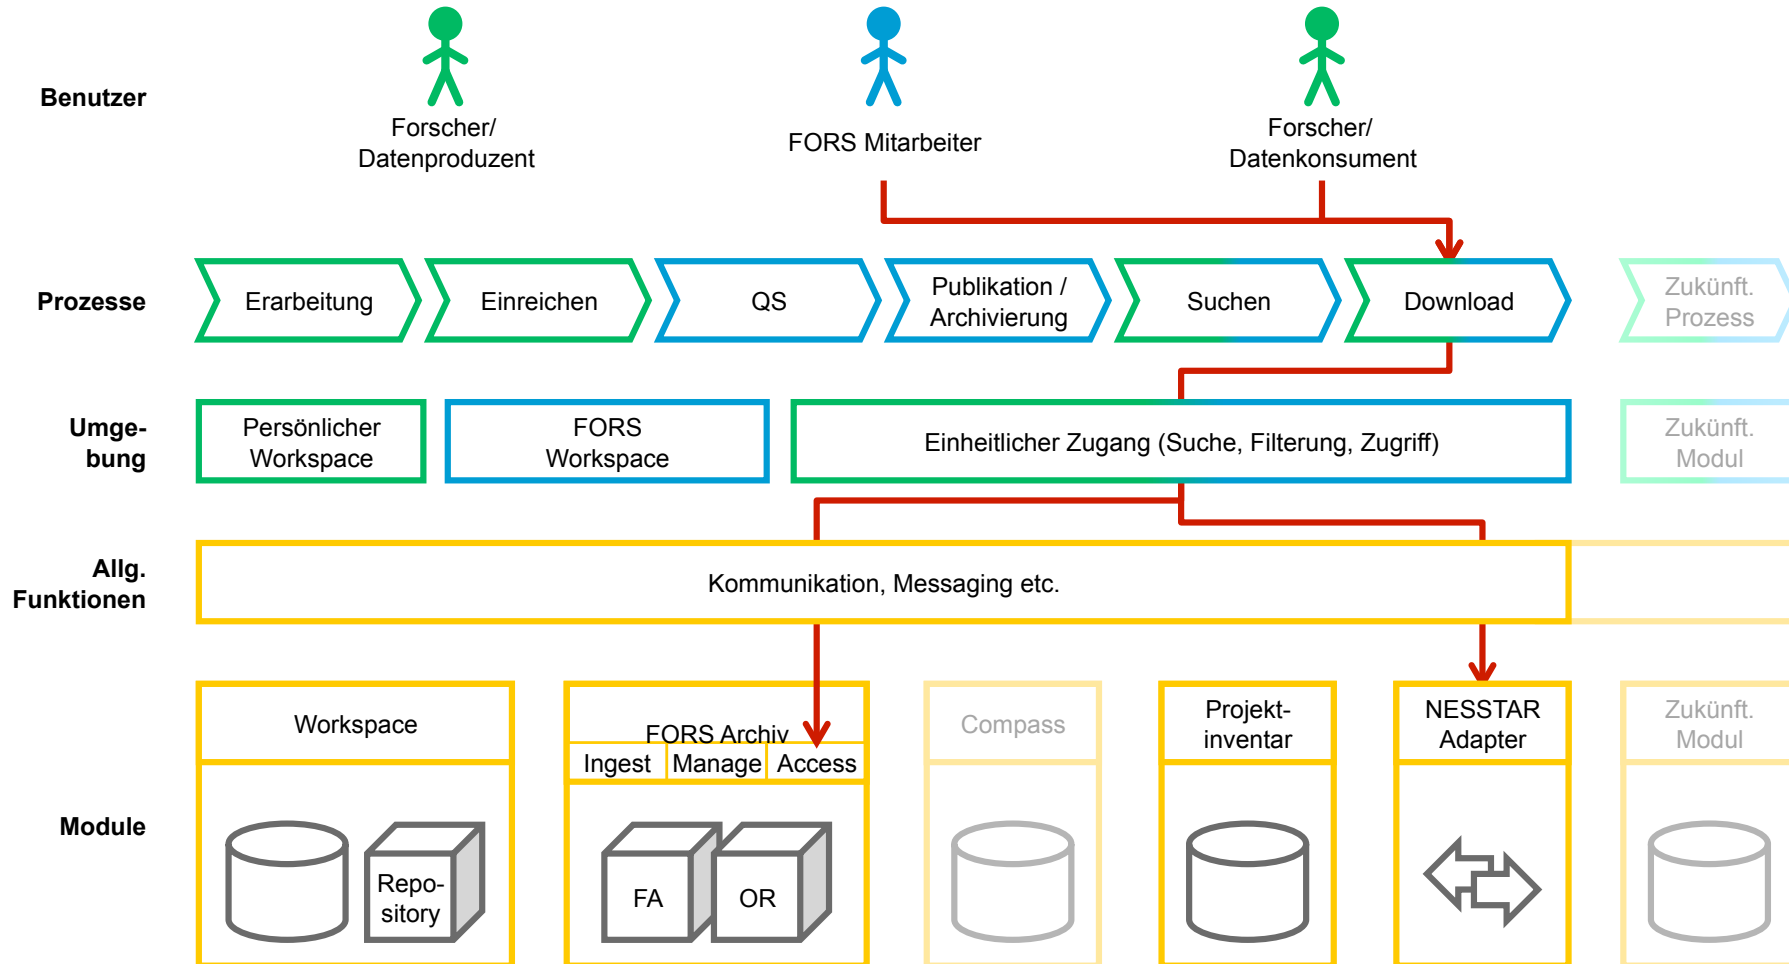 Benutzer
Forscher/
Datenproduzent
FORS Mitarbeiter
Forscher/
Datenkonsument
Prozesse
Erarbeitung
Einreichen
QS
Publikation /
Archivierung
Suchen
Download
Zukünft.
Prozess
Umge-
bung
Persönlicher
Workspace
FORS
Workspace
Einheitlicher Zugang (Suche, Filterung, Zugriff)
Zukünft.
Modul
Allg.
Funktionen
Kommunikation, Messaging etc.
Module
Workspace
Repo-
sitory
FORS Archiv
Ingest
Manage
Access
FA
OR
Compass
Projekt-
inventar
NESSTAR
Adapter
Zukünft.
Modul